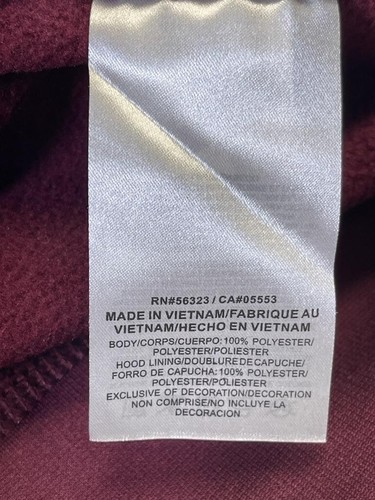 RN#56323 / CA#05553
MADE IN VIETNAM/FABRIQUE AU
VIETNAM/HECHO EN VIETNAM
BODY/CORPS/CUERPO: 100% POLYESTER/
POLYESTER/POLIESTER
HOOD LINING/DOUBLURE DE CAPUCHE/
FORRO DE CAPUCHA: 100% POLYESTER/
POLYESTER/POLIESTER
EXCLUSIVE OF DECORATION/DECORATION
NON COMPRISE/NO INCLUYE LA
DECORACION